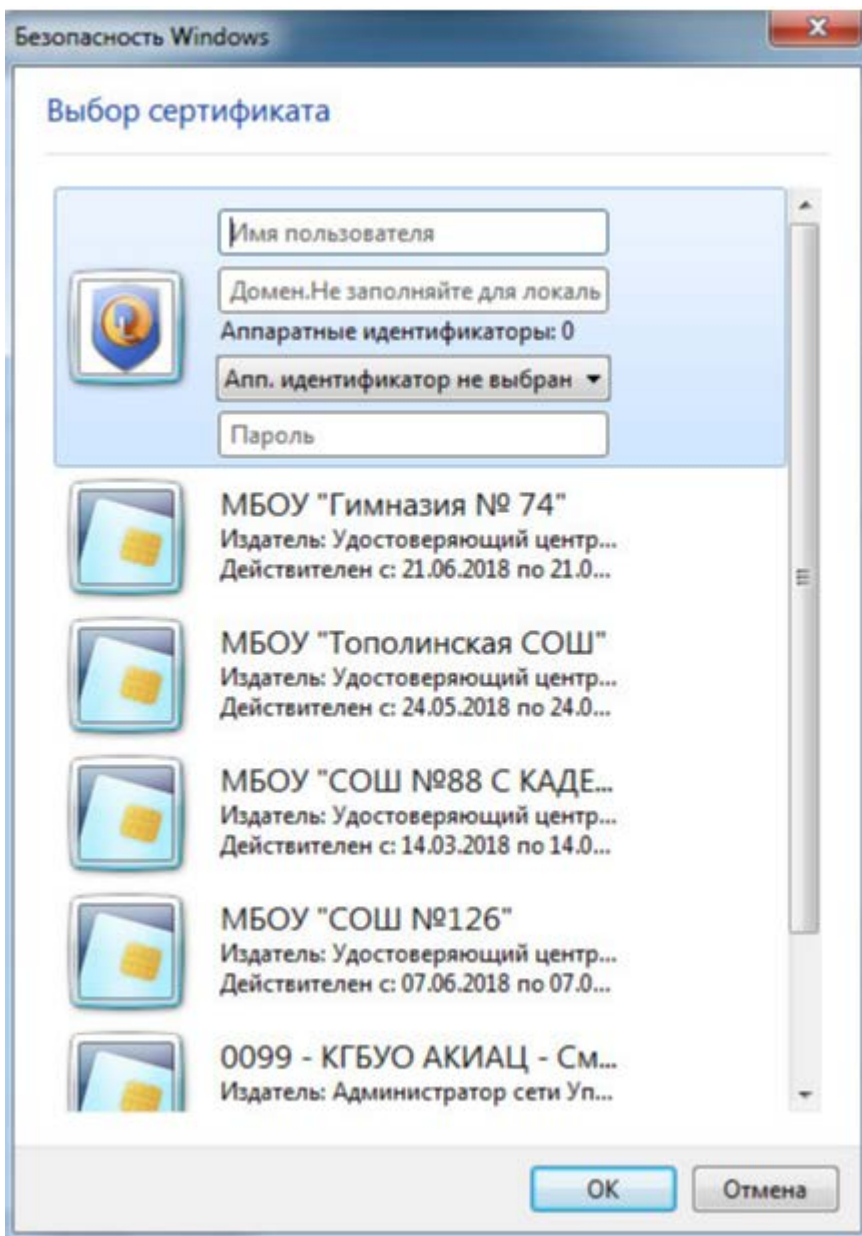 Безопасность Windows
Выбор сертификата
Имя пользователя
Домен.Не заполняйте для локаль
Аппаратные идентификаторы: 0
Апп. идентификатор не выбран
Пароль
МБОУ "Гимназия № 74"
Издатель: Удостоверяющий центр...
Действителен с: 21.06.2018 по 21.0...
МБОУ "Тополинская СОШ"
Издатель: Удостоверяющий центр...
Действителен с: 24.05.2018 по 24.0...
МБОУ "СОШ №88 С КАДЕ...
Издатель: Удостоверяющий центр...
Действителен с: 14.03.2018 по 14.0...
МБОУ "СОШ №126"
Издатель: Удостоверяющий центр...
Действителен с: 07.06.2018 по 07.0...
0099 - КГБУО АКИАЦ - См...
Издатель: Администратор сети Уп...
ОК
Отмена